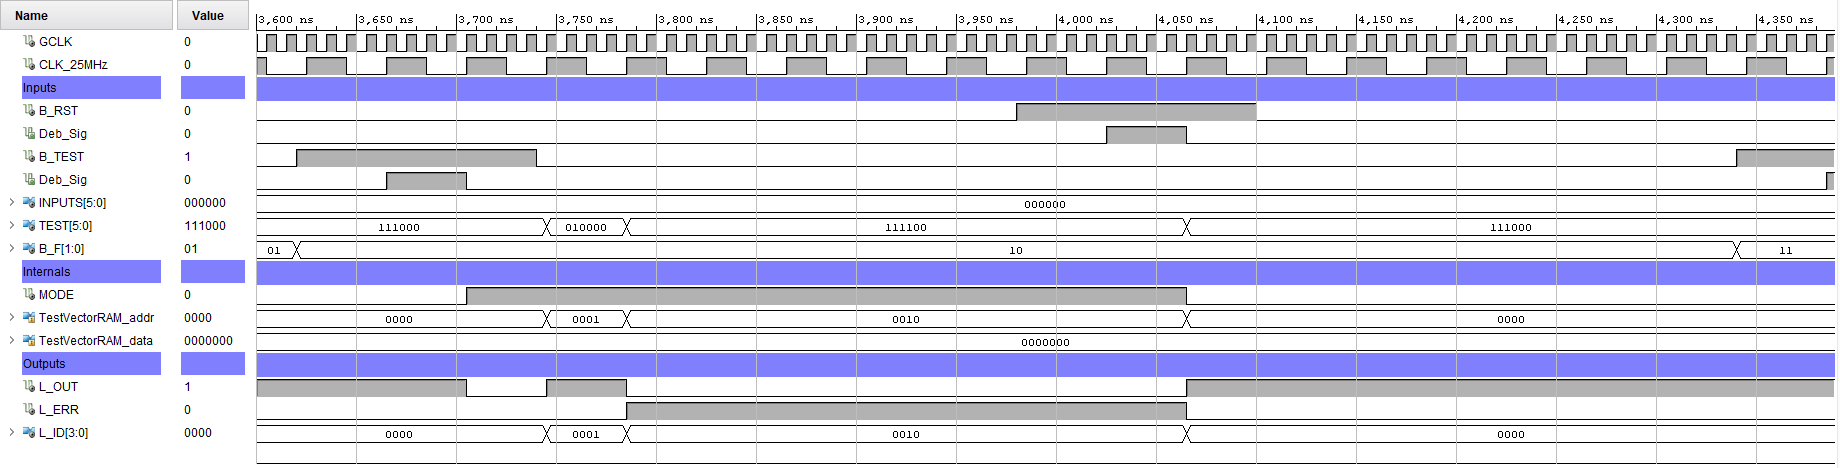 Name Value 3,600 ns 3,650 ns 3,700 ns 3,750 ns 3,800 ns 3,850 ns 3,900 ns 3,950 ns 4,000 ns 4,050 ns 4,100 ns 4,150 ns 4,200 ns 4,250 ns 4,300 ns 4,350 ns
GCLK 0
CLK_25MHz 0
Inputs
B_RST 0
Deb_Sig 0
B_TEST 1
Deb_Sig 0
INPUTS[5:0] 000000 000000
TEST[5:0] 111000 111000 010000 111100 111000
B_F[1:0] 01 01 10 11
Internals
MODE 0
TestVectorRAM_addr 0000 0000 0001 0010 0000
TestVectorRAM_data 0000000 0000000
Outputs
L_OUT 1
L_ERR 0
L_ID[3:0] 0000 0000 0001 0010 0000